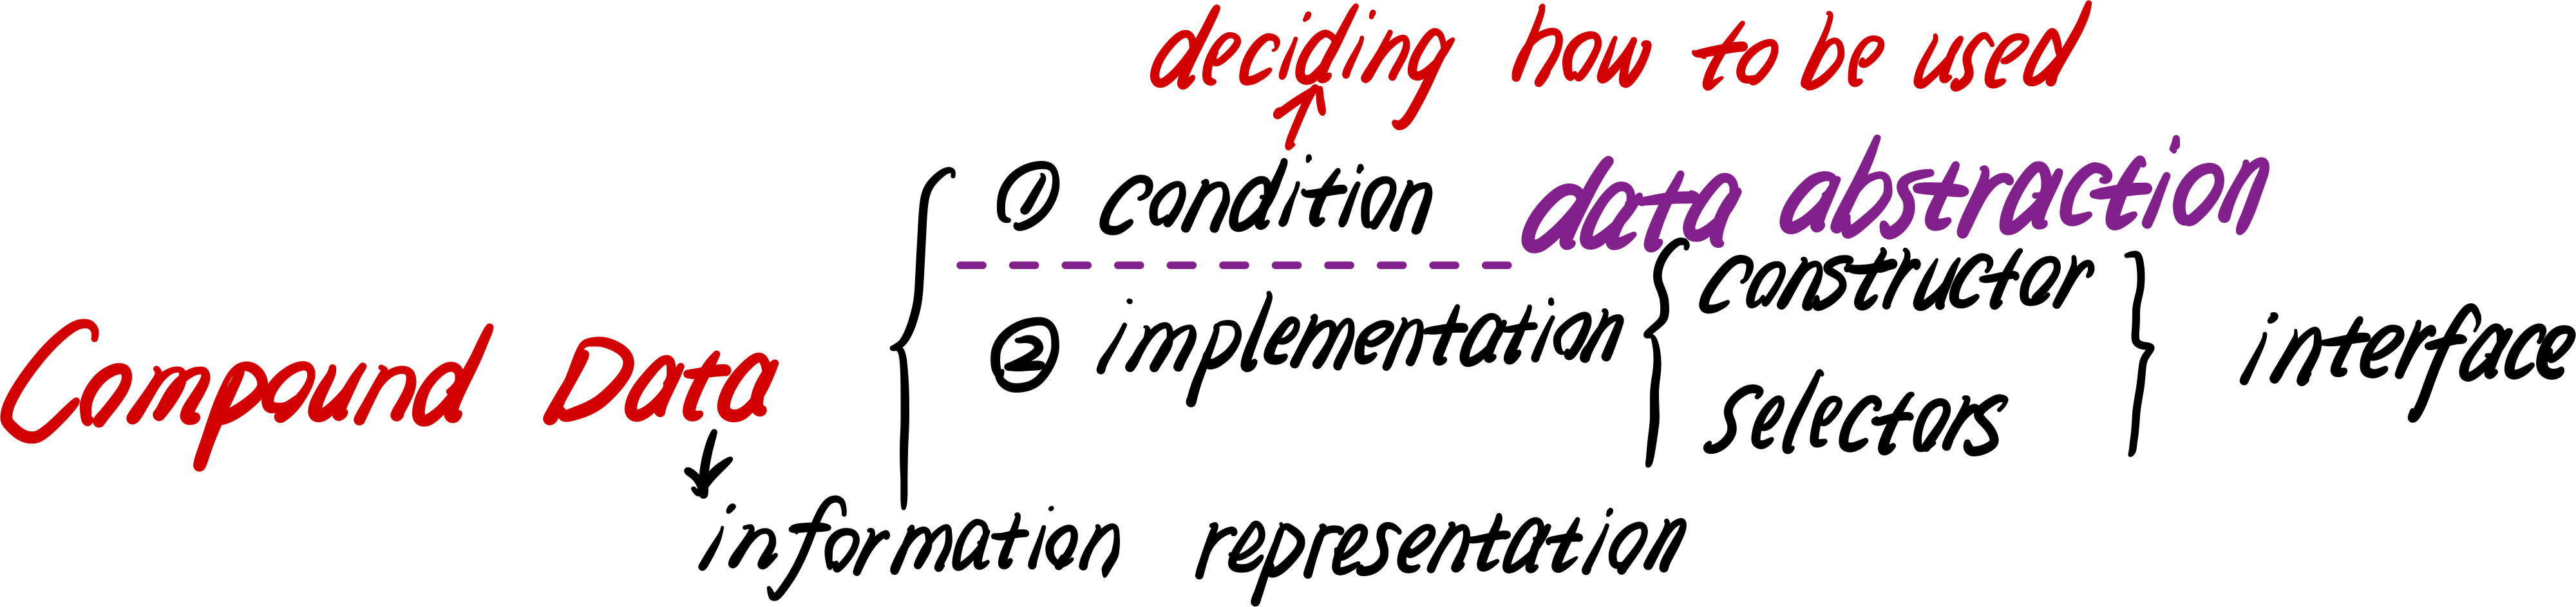 deciding how to be used
① condition
data abstraction
Compound Data
② implementation
constructor
selectors
interface
information representation